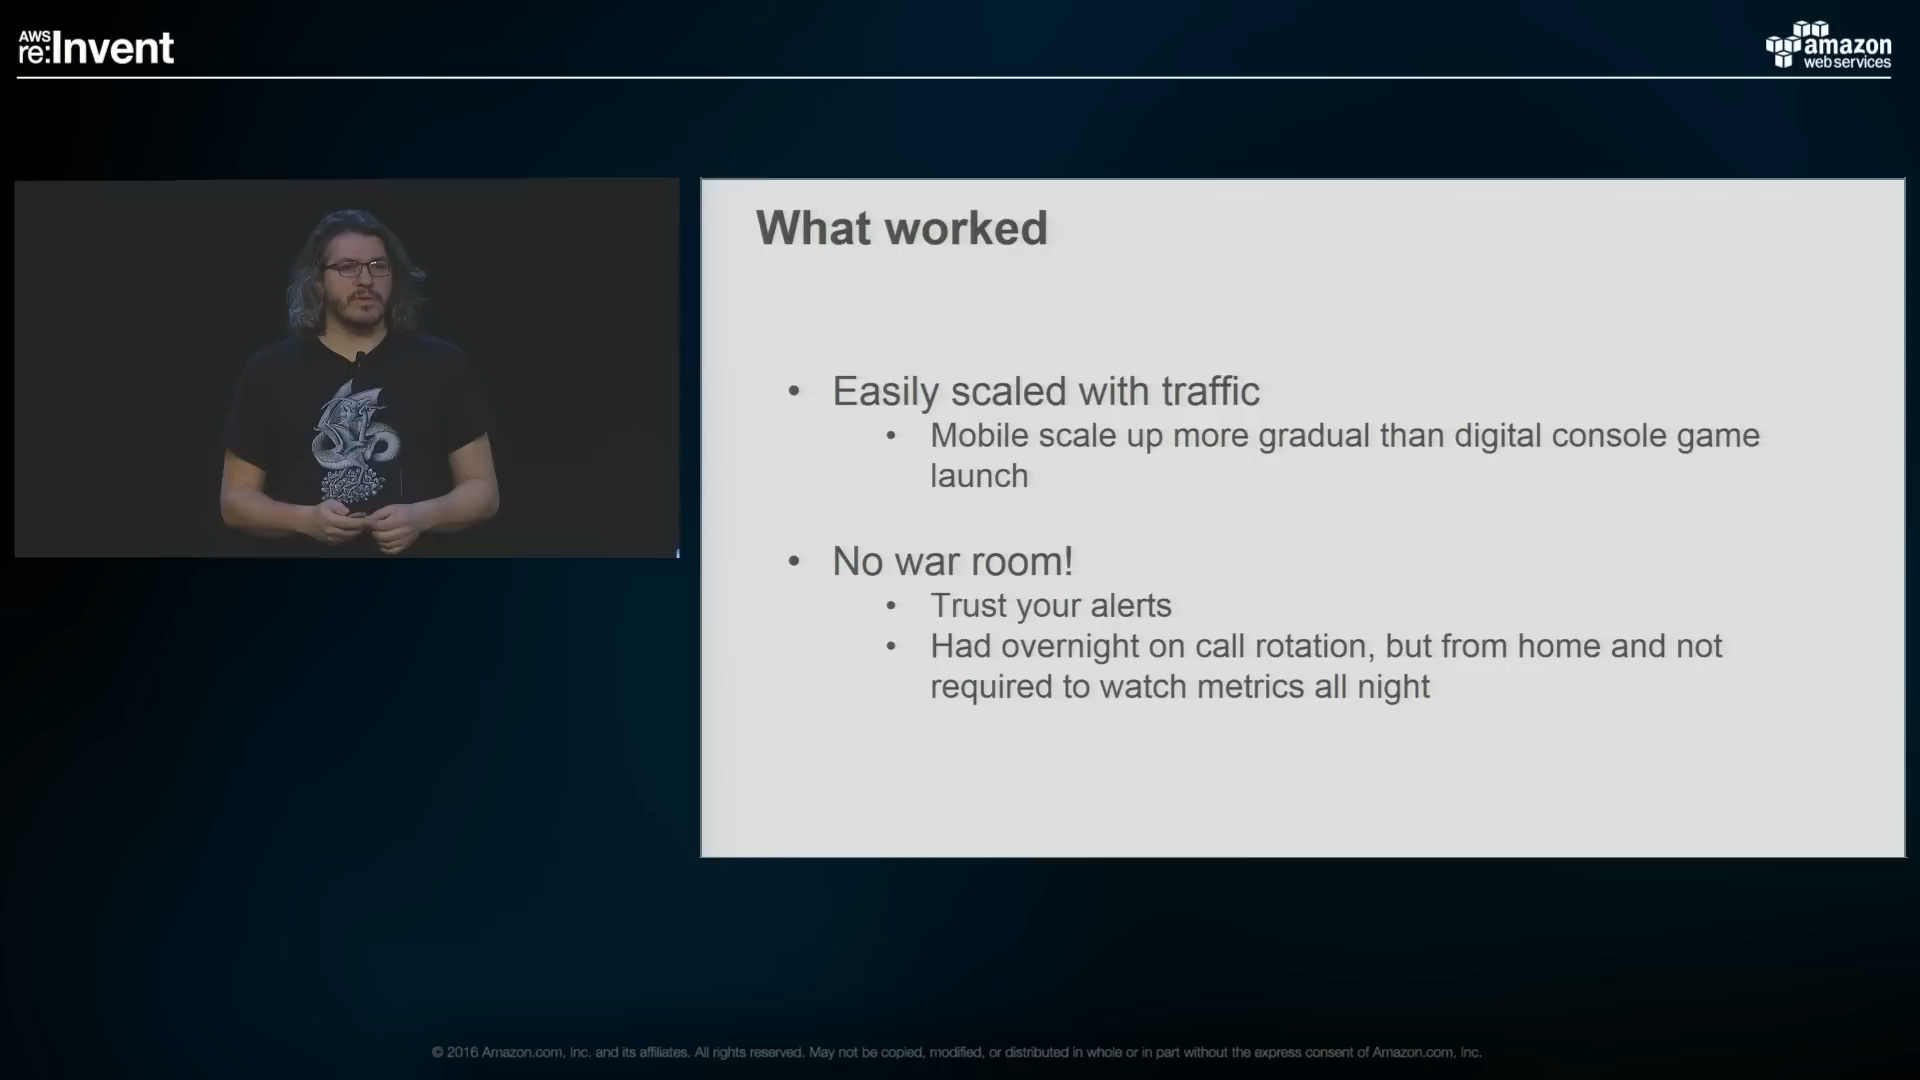 AWS
re:Invent
amazon
web services
What worked
• Easily scaled with traffic
• Mobile scale up more gradual than digital console game
launch
• No war room!
• Trust your alerts
• Had overnight on call rotation, but from home and not
required to watch metrics all night
© 2016 Amazon.com, Inc. and its affiliates. All rights reserved. May not be copied, modified, or distributed in whole or in part without the express consent of Amazon.com, Inc.